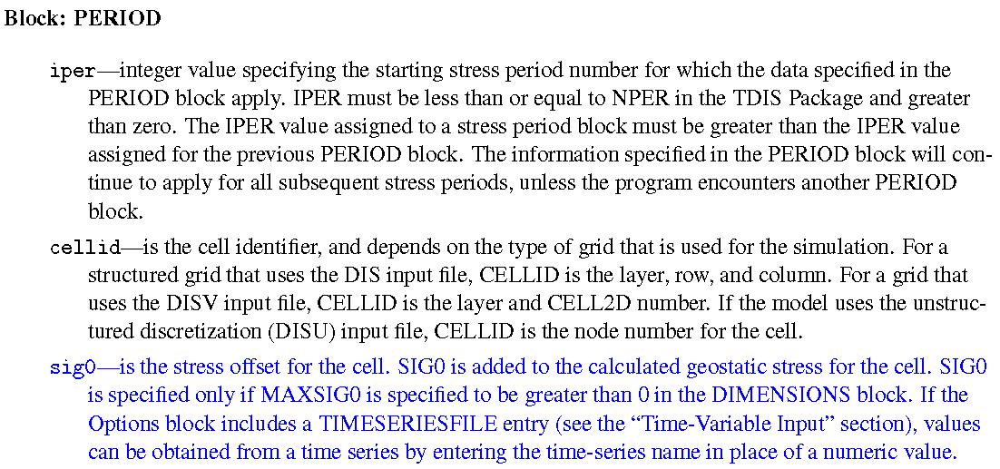 Block: PERIOD
iper—integer value specifying the starting stress period number for which the data specified in the
PERIOD block apply. IPER must be less than or equal to NPER in the TDIS Package and greater
than zero. The IPER value assigned to a stress period block must be greater than the IPER value
assigned for the previous PERIOD block. The information specified in the PERIOD block will con-
tinue to apply for all subsequent stress periods, unless the program encounters another PERIOD
block.
cellid—is the cell identifier, and depends on the type of grid that is used for the simulation. For a
structured grid that uses the DIS input file, CELLID is the layer, row, and column. For a grid that
uses the DISV input file, CELLID is the layer and CELL2D number. If the model uses the unstruc-
tured discretization (DISU) input file, CELLID is the node number for the cell.
sig0—is the stress offset for the cell. SIG0 is added to the calculated geostatic stress for the cell. SIG0
is specified only if MAXSIG0 is specified to be greater than 0 in the DIMENSIONS block. If the
Options block includes a TIMESERIESFILE entry (see the “Time-Variable Input” section), values
can be obtained from a time series by entering the time-series name in place of a numeric value.